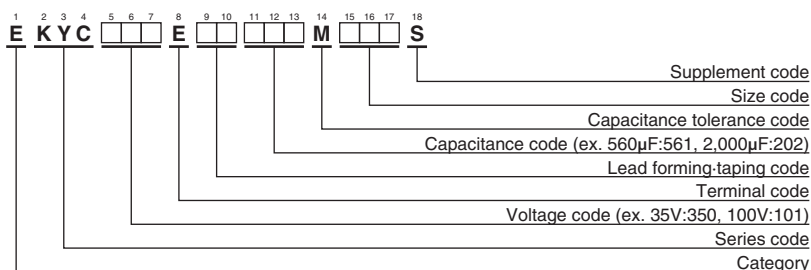 1 2 3 4 5 6 7 8 9 10 11 12 13 14 15 16 17 18
E K Y C E M S
Supplement code
Size code
Capacitance tolerance code
Capacitance code (ex. 560µF:561, 2,000µF:202)
Lead forming·taping code
Terminal code
Voltage code (ex. 35V:350, 100V:101)
Series code
Category